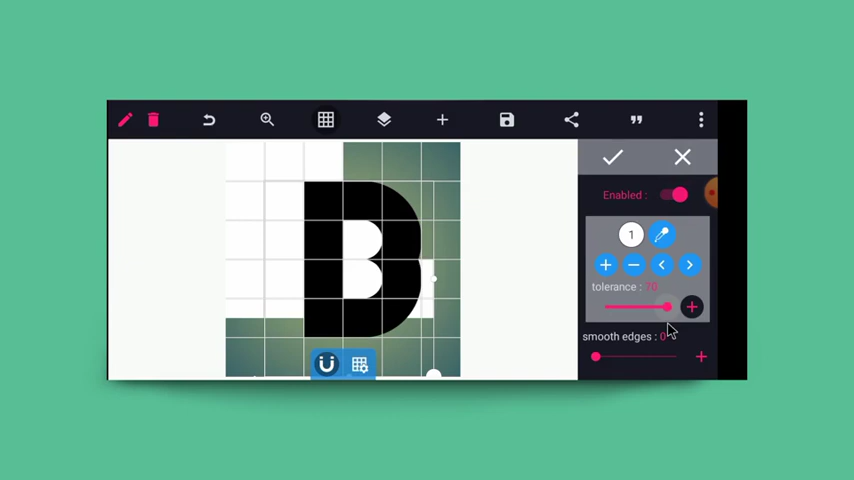 B
Enabled :
1
tolerance : 70
smooth edges : 0